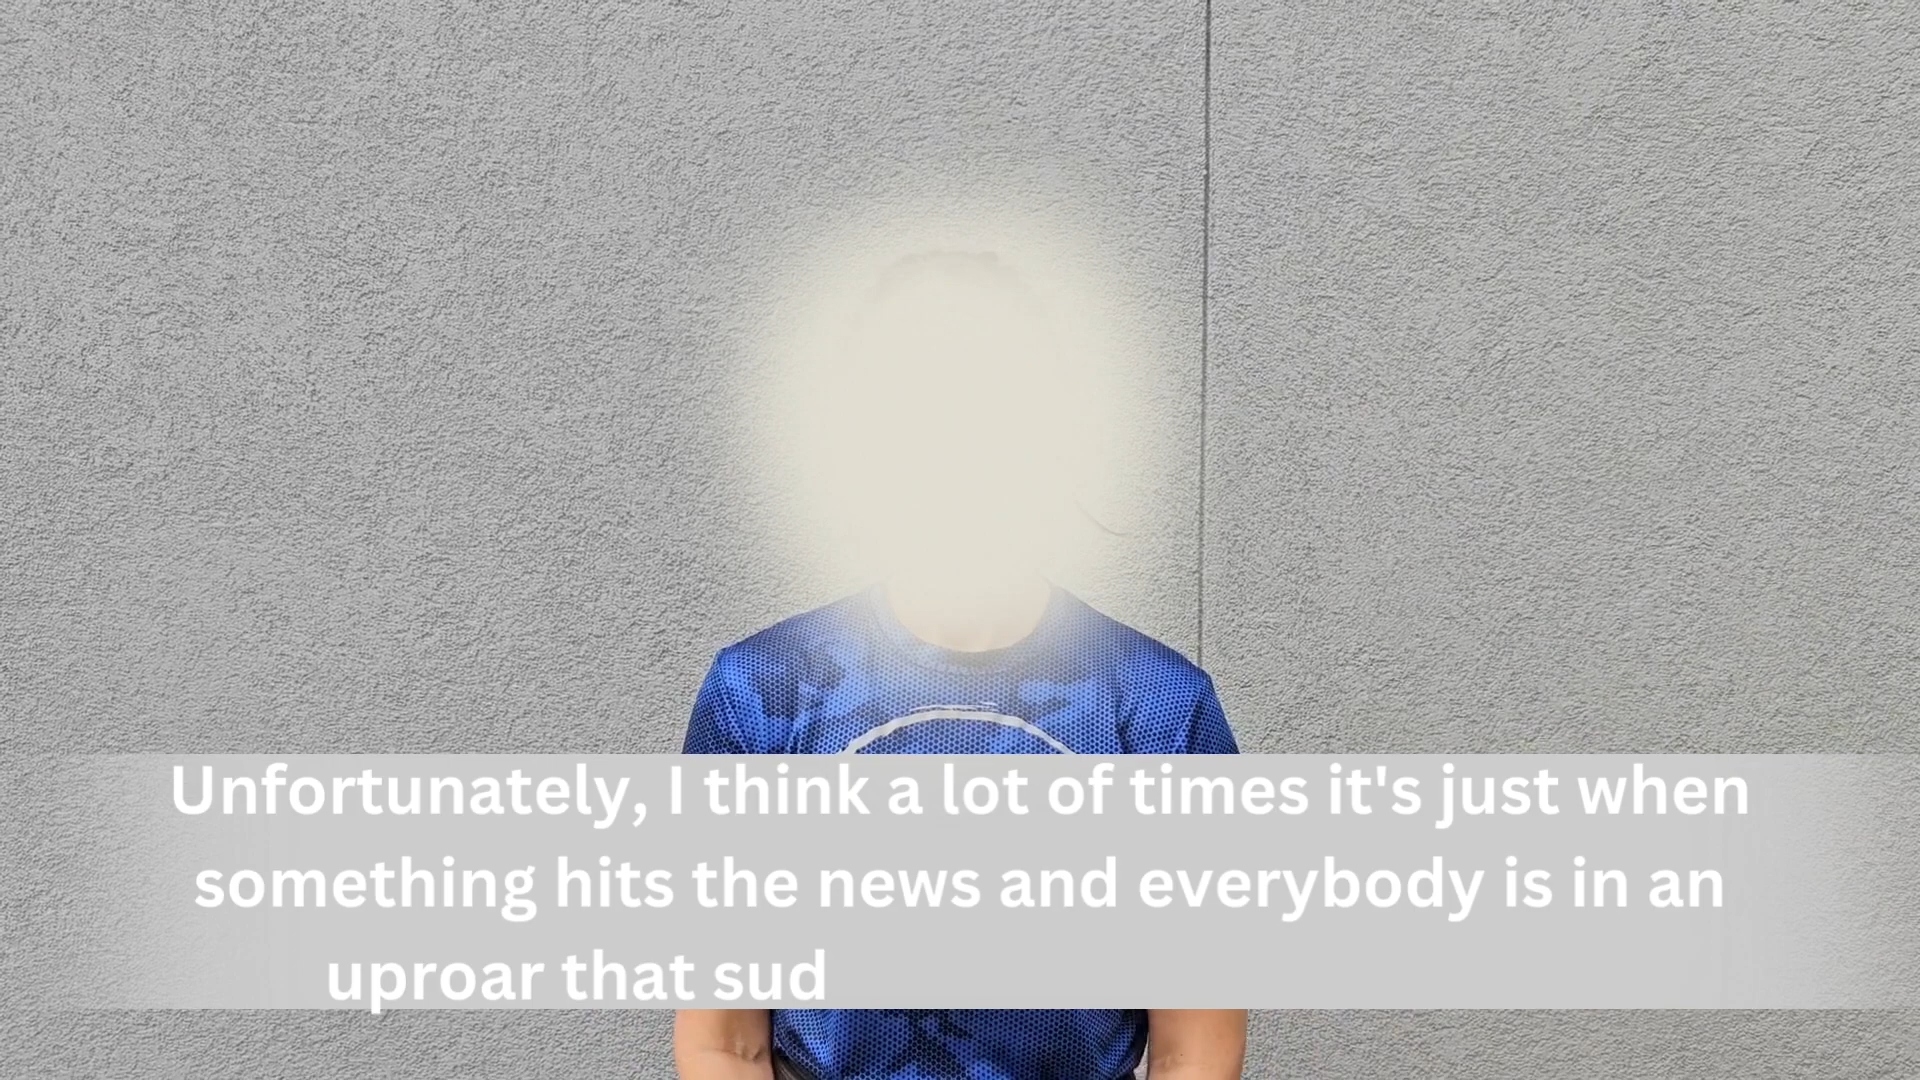 Unfortunately, I think a lot of times it's just when
something hits the news and everybody is in an
uproar that sud